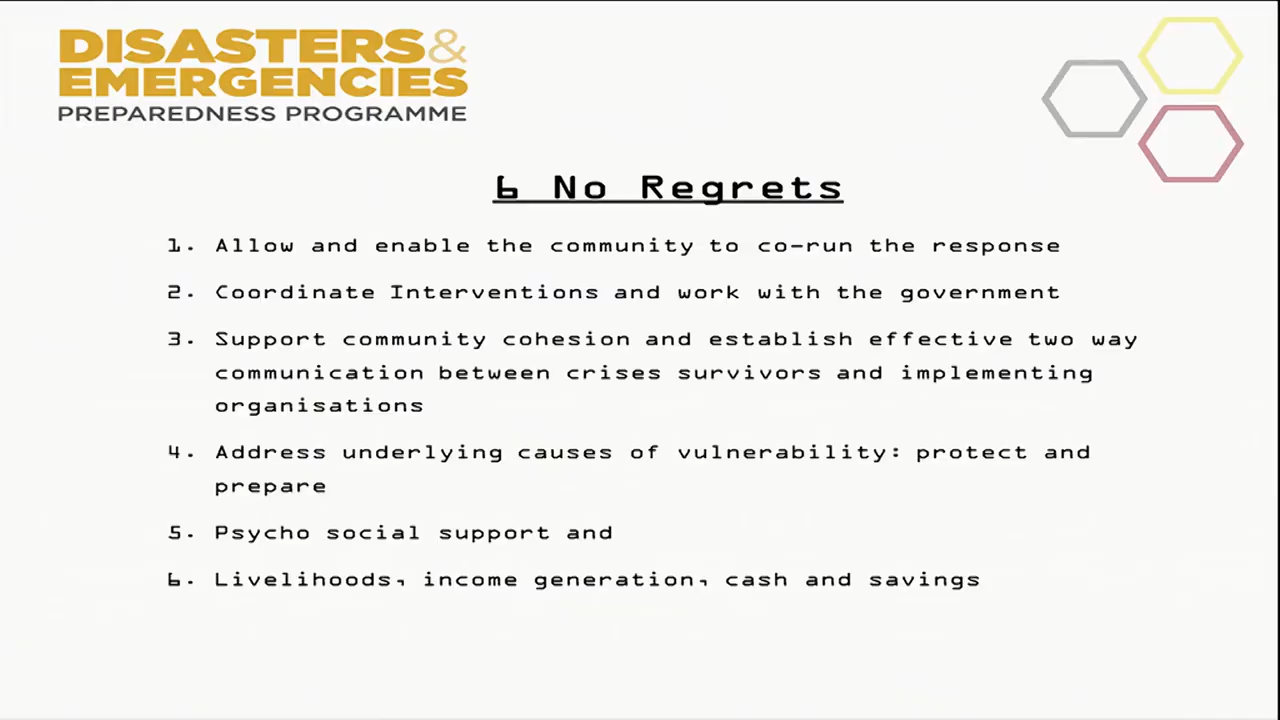 DISASTERS&
EMERGENCIES
PREPAREDNESS PROGRAMME
6 No Regrets
1. Allow and enable the community to co-run the response
2. Coordinate Interventions and work with the government
3. Support community cohesion and establish effective two way
communication between crises survivors and implementing
organisations
4. Address underlying causes of vulnerability: protect and
prepare
5. Psycho social support and
6. Livelihoods, income generation, cash and savings